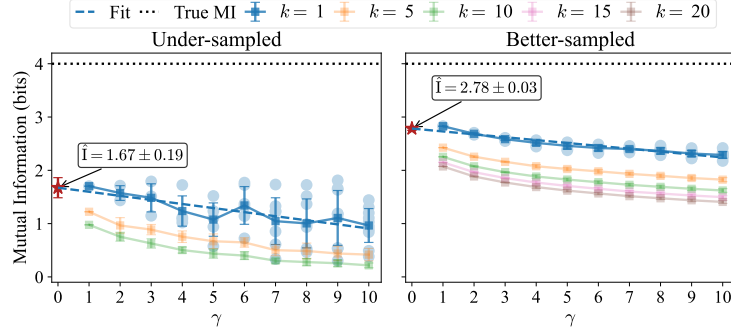 Fit True MI k = 1 k = 5 k = 10 k = 15 k = 20
Under-sampled Better-sampled
Mutual Information (bits)
4
3
2
1
0
Î = 1.67 ± 0.19
Î = 2.78 ± 0.03
0 1 2 3 4 5 6 7 8 9 10
0 1 2 3 4 5 6 7 8 9 10
γ γ